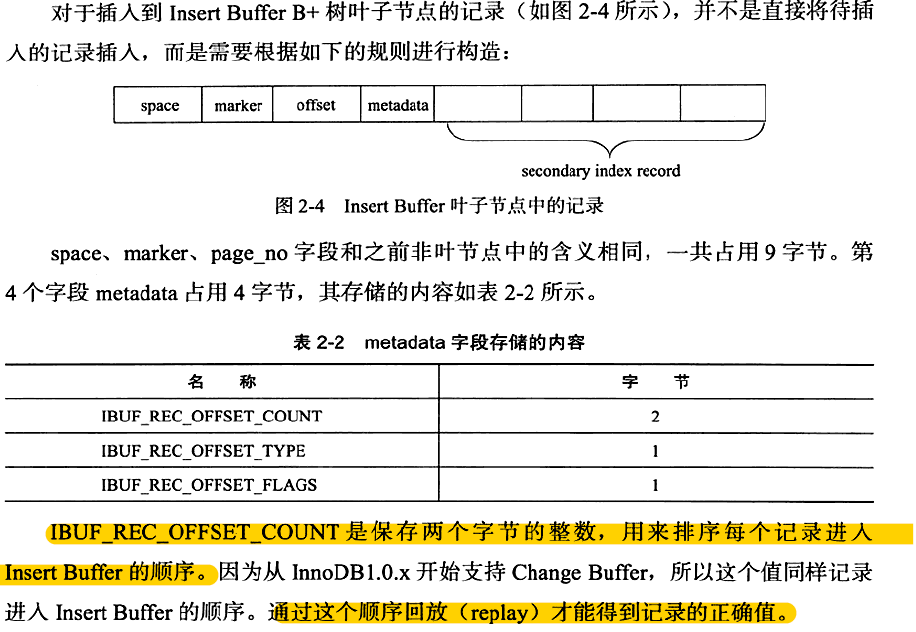 对于插入到 Insert Buffer B+ 树叶子节点的记录（如图 2-4 所示），并不是直接将待插
入的记录插入，而是需要根据如下的规则进行构造：
space marker offset metadata
secondary index record
图 2-4 Insert Buffer 叶子节点中的记录
space、marker、page_no 字段和之前非叶节点中的含义相同，一共占用 9 字节。第
4 个字段 metadata 占用 4 字节，其存储的内容如表 2-2 所示。
表 2-2 metadata 字段存储的内容
名 称 字 节
IBUF_REC_OFFSET_COUNT 2
IBUF_REC_OFFSET_TYPE 1
IBUF_REC_OFFSET_FLAGS 1
IBUF_REC_OFFSET_COUNT 是保存两个字节的整数，用来排序每个记录进入
Insert Buffer 的顺序。因为从 InnoDB1.0.x 开始支持 Change Buffer，所以这个值同样记录
进入 Insert Buffer 的顺序。通过这个顺序回放（replay）才能得到记录的正确值。